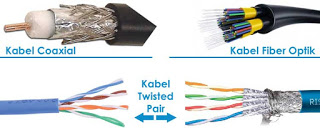 Kabel Coaxial
Kabel Fiber Optik
Kabel
Twisted
Pair